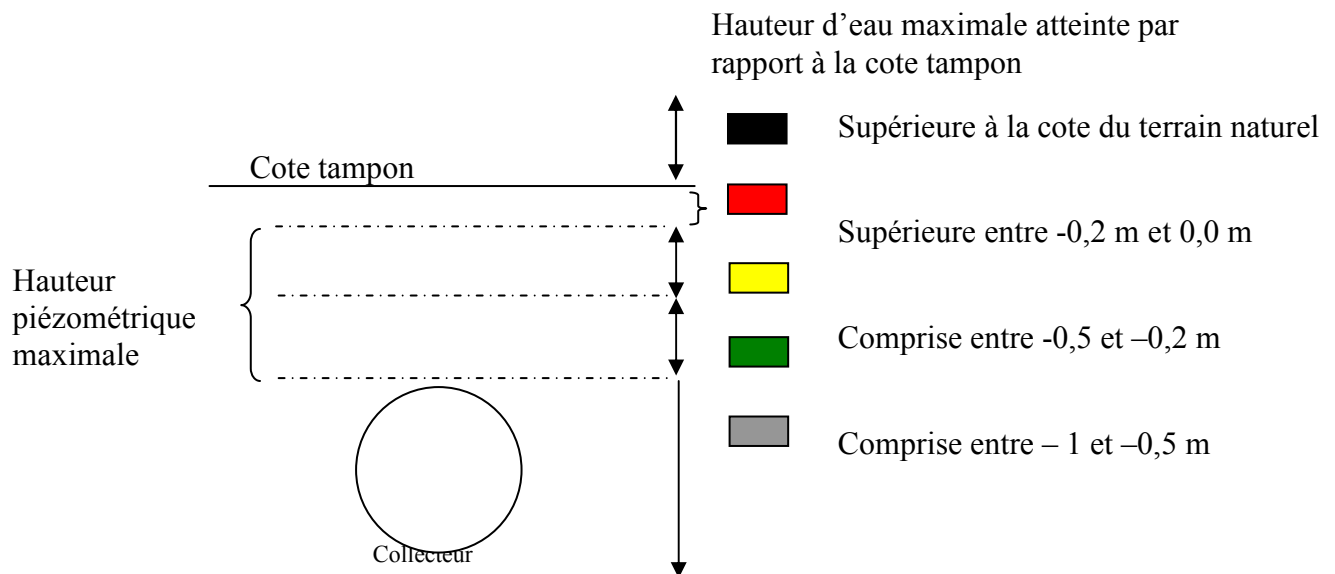 Hauteur d’eau maximale atteinte par
rapport à la cote tampon
Supérieure à la cote du terrain naturel
Cote tampon
Supérieure entre -0,2 m et 0,0 m
Hauteur
piézométrique
maximale
Comprise entre -0,5 et –0,2 m
Comprise entre – 1 et –0,5 m
Collecteur